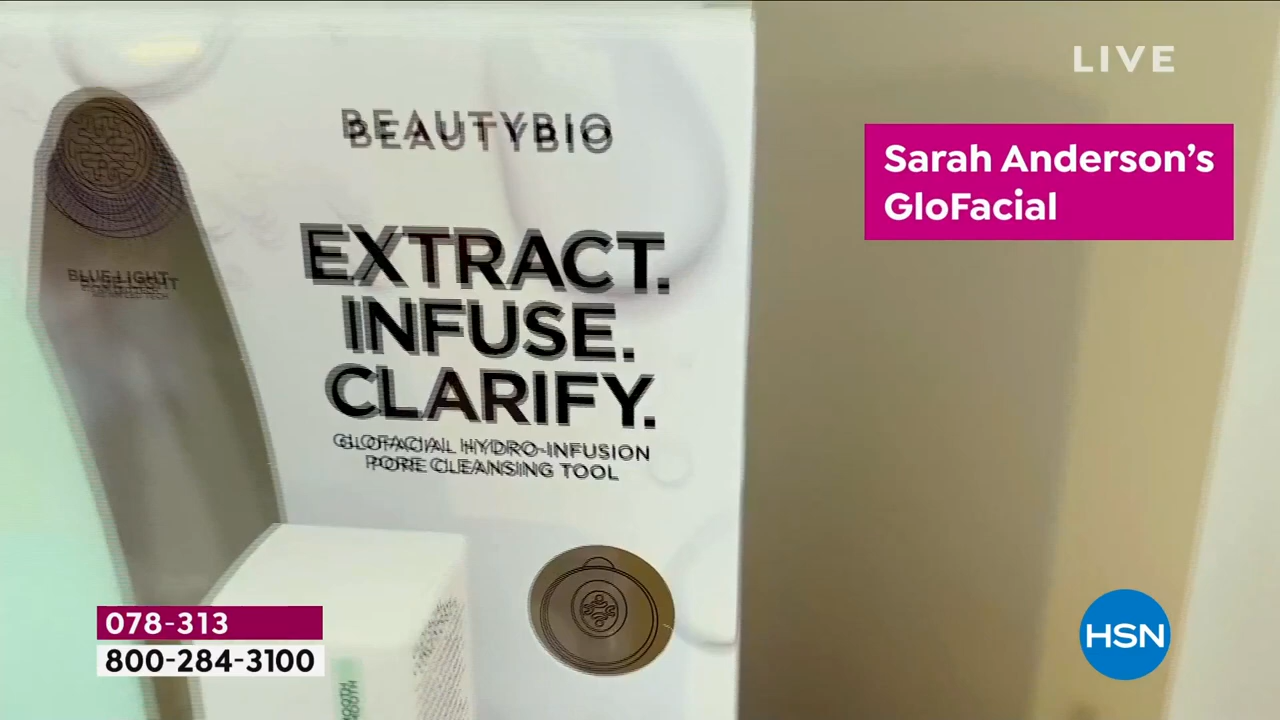 LIVE
Sarah Anderson's
GloFacial
BEAUTYBIO
BLUE LIGHT
EXTRACT.
INFUSE.
CLARIFY.
GLOFACIAL HYDRO-INFUSION
PORE CLEANSING TOOL
078-313
800-284-3100
HSN